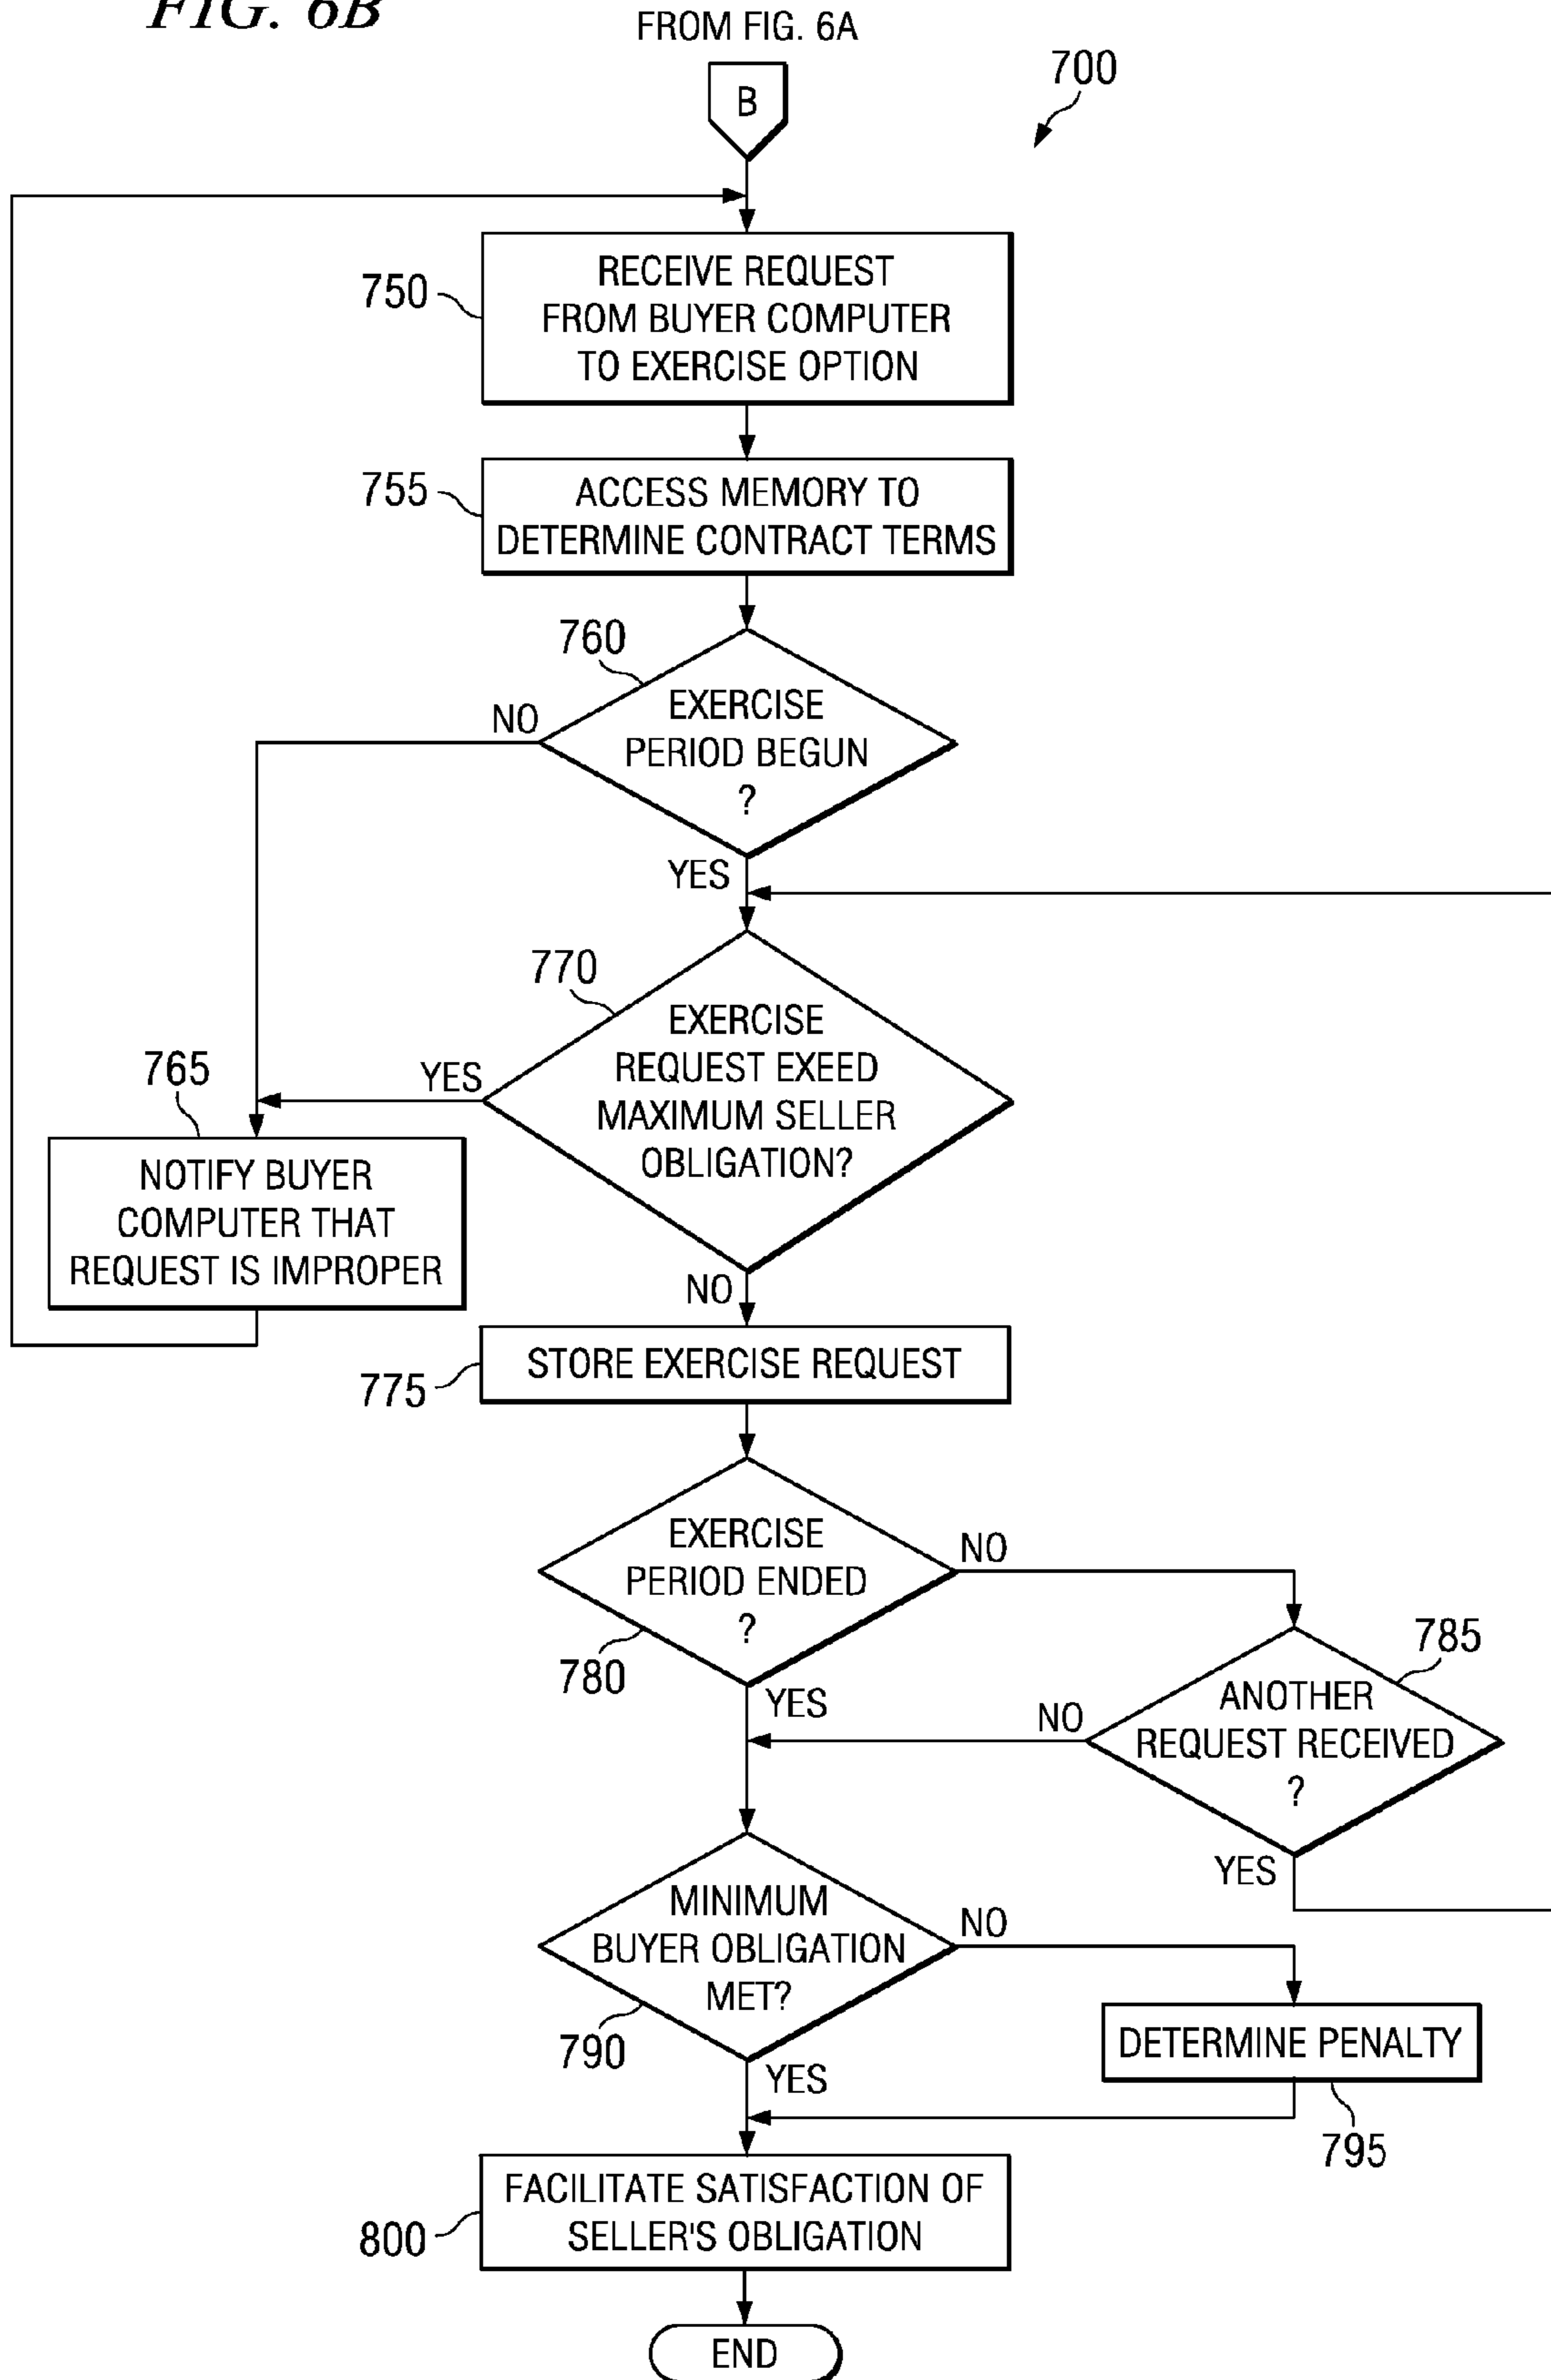 FIG. 6B
FROM FIG. 6A
B
700
750
RECEIVE REQUEST
FROM BUYER COMPUTER
TO EXERCISE OPTION
755
ACCESS MEMORY TO
DETERMINE CONTRACT TERMS
760
EXERCISE
PERIOD BEGUN
?
NO
YES
770
EXERCISE
REQUEST EXEED
MAXIMUM SELLER
OBLIGATION?
YES
765
NOTIFY BUYER
COMPUTER THAT
REQUEST IS IMPROPER
NO
775
STORE EXERCISE REQUEST
EXERCISE
PERIOD ENDED
?
NO
780
YES
785
ANOTHER
REQUEST RECEIVED
?
NO
YES
MINIMUM
BUYER OBLIGATION
MET?
NO
790
YES
DETERMINE PENALTY
795
800
FACILITATE SATISFACTION OF
SELLER'S OBLIGATION
END